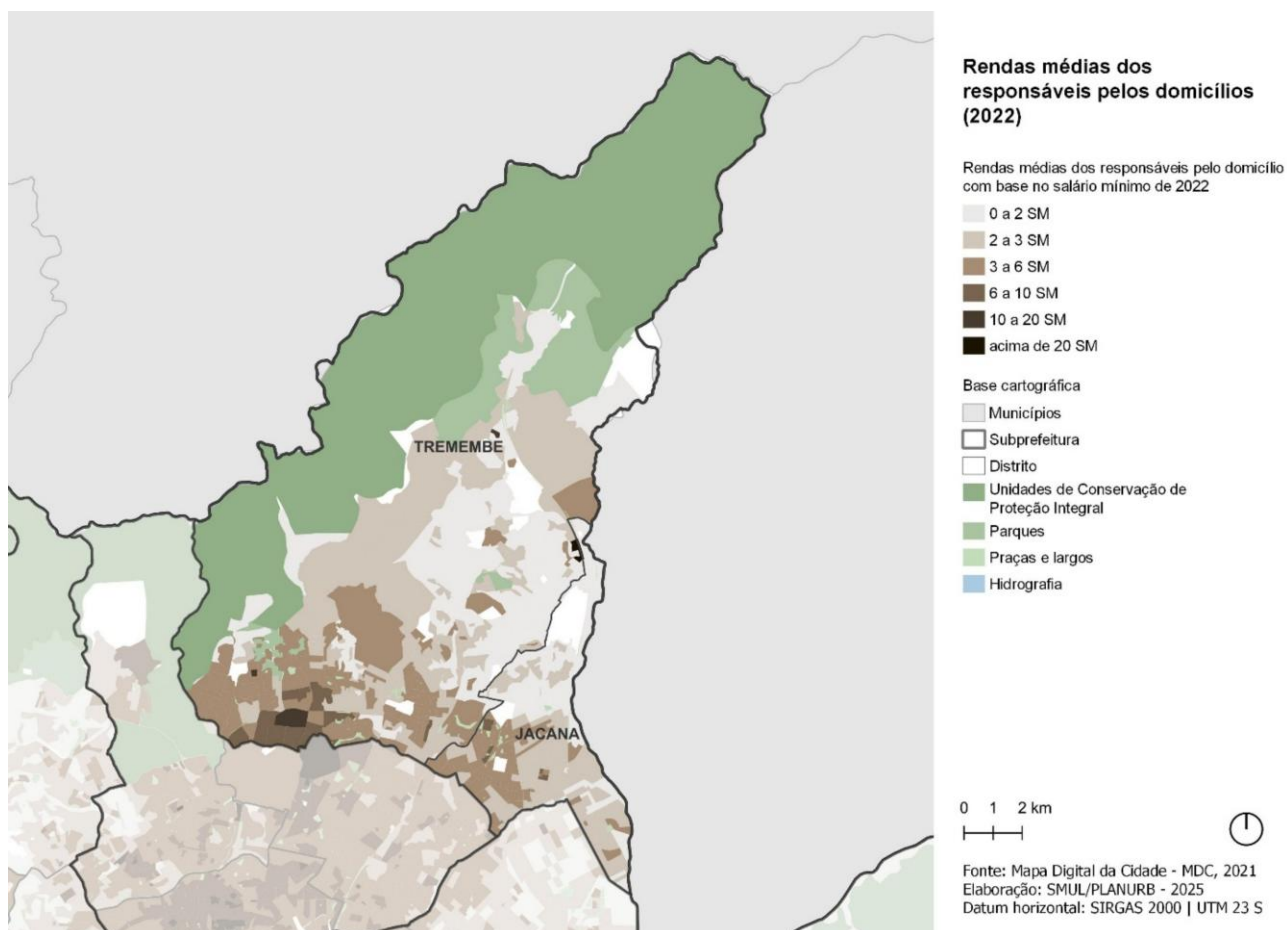 Rendas médias dos
responsáveis pelos domicílios
(2022)
Rendas médias dos responsáveis pelo domicílio
com base no salário mínimo de 2022
0 a 2 SM
2 a 3 SM
3 a 6 SM
6 a 10 SM
10 a 20 SM
acima de 20 SM
Base cartográfica
Municípios
Subprefeitura
Distrito
Unidades de Conservação de
Proteção Integral
Parques
Praças e largos
Hidrografia
TREMEMBE
JACANA
0 1 2 km
Fonte: Mapa Digital da Cidade - MDC, 2021
Elaboração: SMUL/PLANURB - 2025
Datum horizontal: SIRGAS 2000 | UTM 23 S